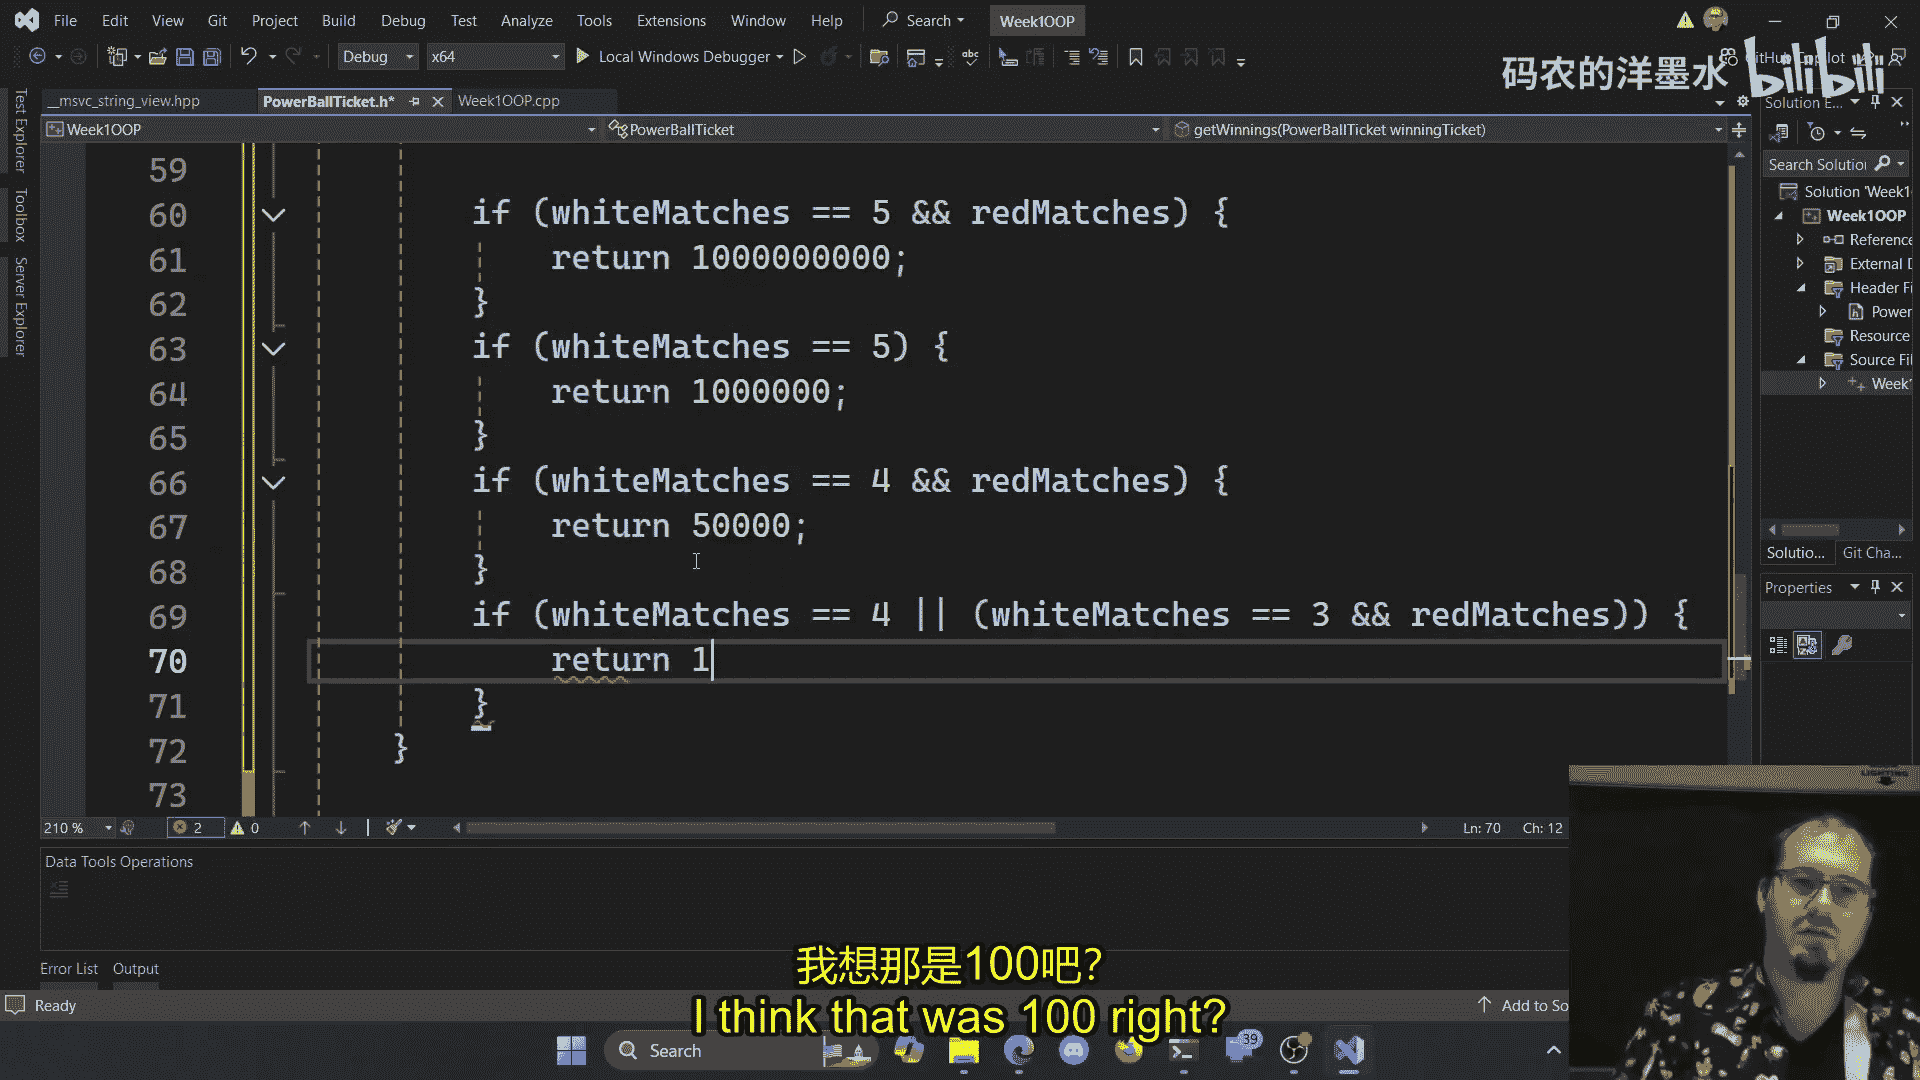 File Edit View Git Project Build Debug Test Analyze Tools Extensions Window Help Search Week1OOP
Debug x64 Local Windows Debugger
码农的洋墨水 bilibili
__msvc_string_view.hpp PowerBallTicket.h* Week1OOP.cpp
Week1OOP PowerBallTicket getWinnings(PowerBallTicket winningTicket)
Test Explorer
Toolbox
Server Explorer
59
60 if (whiteMatches == 5 && redMatches) {
61 return 1000000000;
62 }
63 if (whiteMatches == 5) {
64 return 1000000;
65 }
66 if (whiteMatches == 4 && redMatches) {
67 return 50000;
68 }
69 if (whiteMatches == 4 || (whiteMatches == 3 && redMatches)) {
70 return 1
71 }
72 }
73
210 % 2 0 Ln: 70 Ch: 12
Solution E...
Search Solutio
Solution 'Week1
Week1OOP
Reference
External D
Header Fi
Power
Resource
Source Fil
Week1
Solutio... Git Cha...
Properties
Data Tools Operations
Error List Output
Ready Add to So
我想那是100吧?
I think that was 100 right?
Search 39